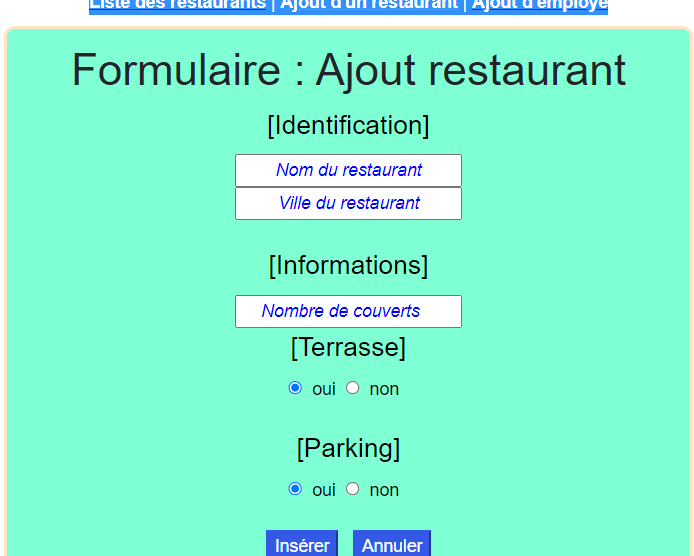 Liste des restaurants | Ajout d'un restaurant | Ajout d'employé
Formulaire : Ajout restaurant
[Identification]
Nom du restaurant
Ville du restaurant
[Informations]
Nombre de couverts
[Terrasse]
oui non
[Parking]
oui non
Insérer Annuler